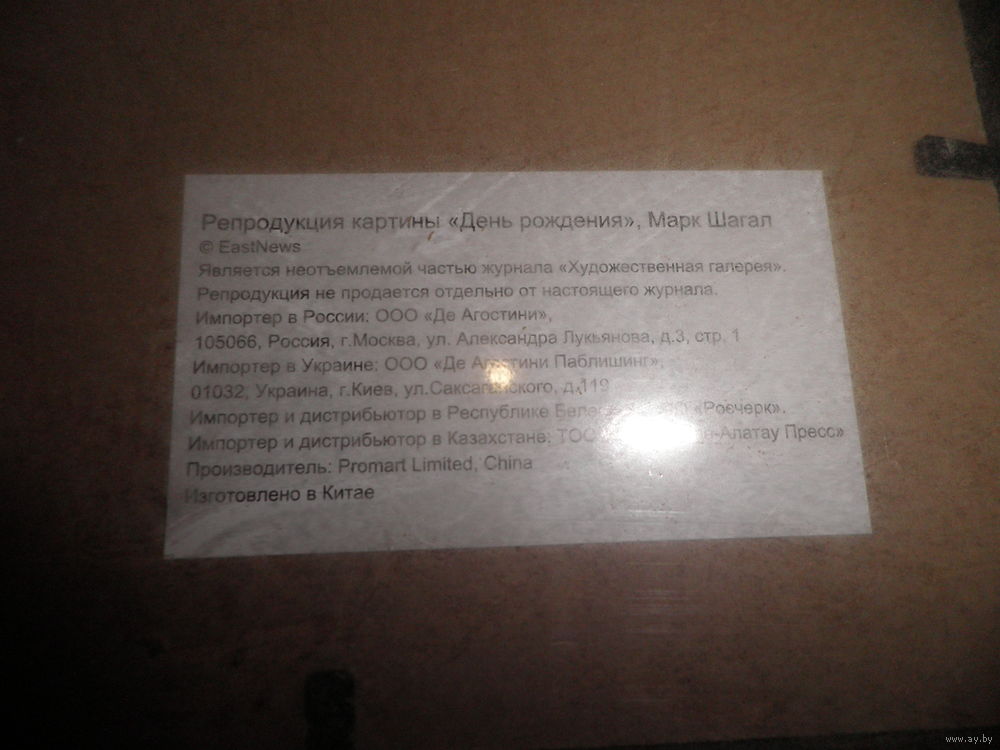 Репродукция картины «День рождения», Марк Шагал
© EastNews
Является неотъемлемой частью журнала «Художественная галерея».
Репродукция не продается отдельно от настоящего журнала.
Импортер в России: ООО «Де Агостини»,
105066, Россия, г.Москва, ул. Александра Лукьянова, д.3, стр. 1
Импортер в Украине: ООО «Де Агостини Паблишинг»,
01032, Украина, г.Киев, ул.Саксаганского, д.119
Импортер и дистрибьютор в Республике «Росчерк».
Импортер и дистрибьютор в Казахстане: ТОО Пресс»
Производитель: Promart Limited, China
Изготовлено в Китае
www.ay.by